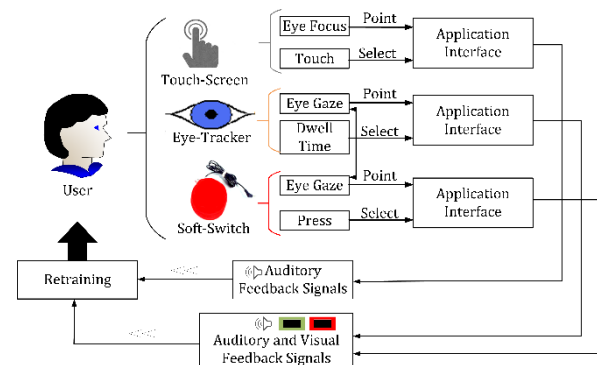 Eye Focus
Point
Application
Interface
Touch
Select
Touch-Screen
Eye Gaze
Point
Application
Interface
Dwell
Time
Select
Eye-Tracker
User
Eye Gaze
Point
Application
Interface
Press
Select
Soft-Switch
Retraining
Auditory
Feedback Signals
Auditory and Visual
Feedback Signals